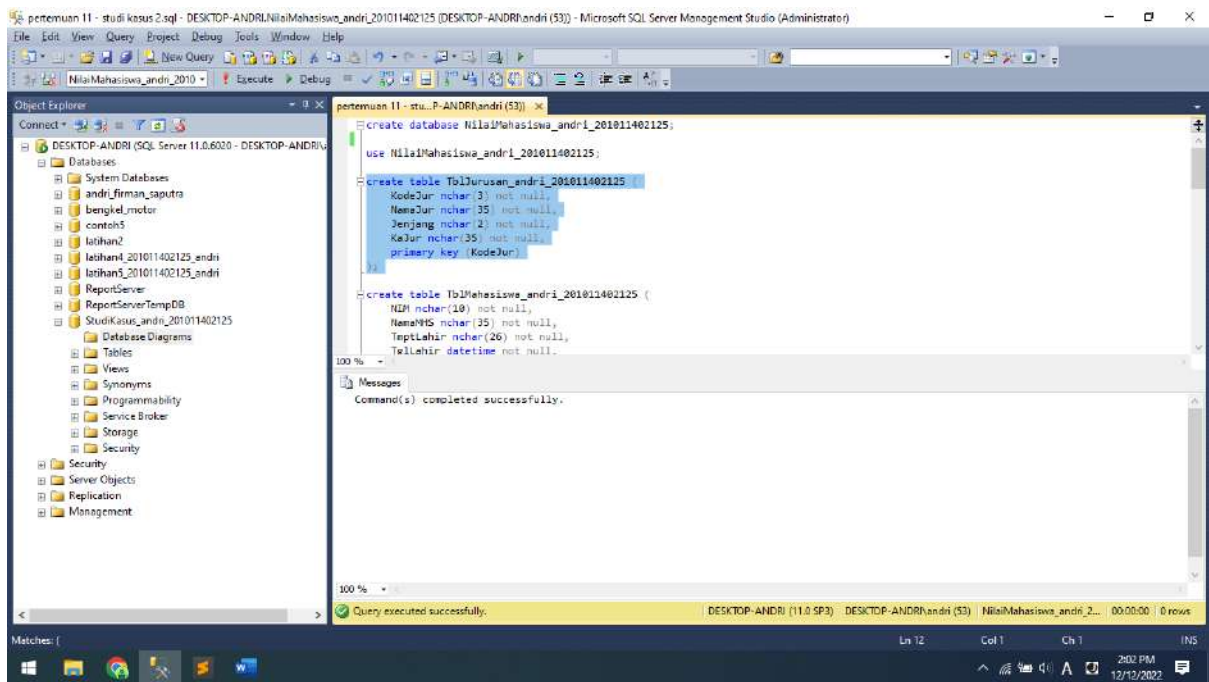 pertemuan 11 - studi kasus 2.sql - DESKTOP-ANDRI.NilaiMahasiswa_andri_201011402125 (DESKTOP-ANDRI\andri (53)) - Microsoft SQL Server Management Studio (Administrator)
File Edit View Query Project Debug Tools Window Help
New Query
NilaiMahasiswa_andri_2010 Execute Debug
Object Explorer
Connect
DESKTOP-ANDRI (SQL Server 11.0.6020 - DESKTOP-ANDRI\
Databases
System Databases
andri_firman_saputra
bengkel_motor
contoh5
latihan2
latihan4_201011402125_andri
latihan5_201011402125_andri
ReportServer
ReportServerTempDB
StudiKasus_andri_201011402125
Database Diagrams
Tables
Views
Synonyms
Programmability
Service Broker
Storage
Security
Security
Server Objects
Replication
Management
pertemuan 11 - stu...P-ANDRI\andri (53))
create database NilaiMahasiswa_andri_201011402125;
use NilaiMahasiswa_andri_201011402125;
create table TblJurusan_andri_201011402125 (
KodeJur nchar(3) not null,
NamaJur nchar(35) not null,
Jenjang nchar(2) not null,
KaJur nchar(35) not null,
primary key (KodeJur)
);
create table TblMahasiswa_andri_201011402125 (
NIM nchar(10) not null,
NamaMHS nchar(35) not null,
TmptLahir nchar(26) not null,
TglLahir datetime not null,
100 %
Messages
Command(s) completed successfully.
100 %
Query executed successfully.
DESKTOP-ANDRI (11.0 SP3) DESKTOP-ANDRI\andri (53) NilaiMahasiswa_andri_2... 00:00:00 0 rows
Matches: (
Ln 12 Col 1 Ch 1 INS
2:02 PM
12/12/2022